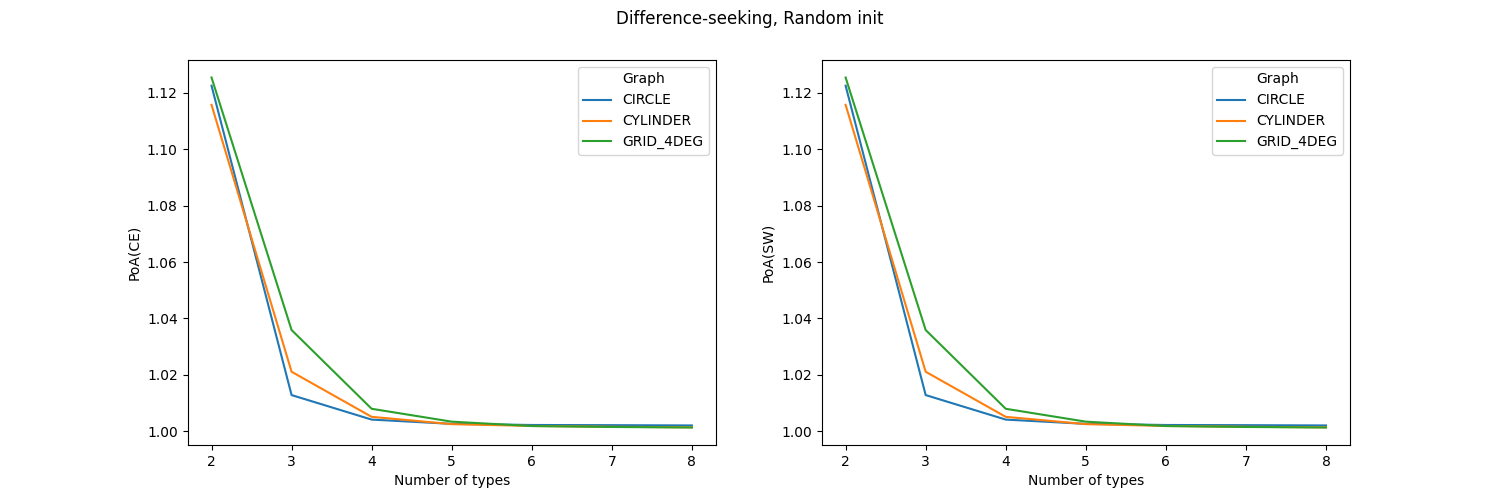 Difference-seeking, Random init
PoA(CE)
1.12
1.10
1.08
1.06
1.04
1.02
1.00
Graph
CIRCLE
CYLINDER
GRID_4DEG
2 3 4 5 6 7 8
Number of types
PoA(SW)
1.12
1.10
1.08
1.06
1.04
1.02
1.00
Graph
CIRCLE
CYLINDER
GRID_4DEG
2 3 4 5 6 7 8
Number of types